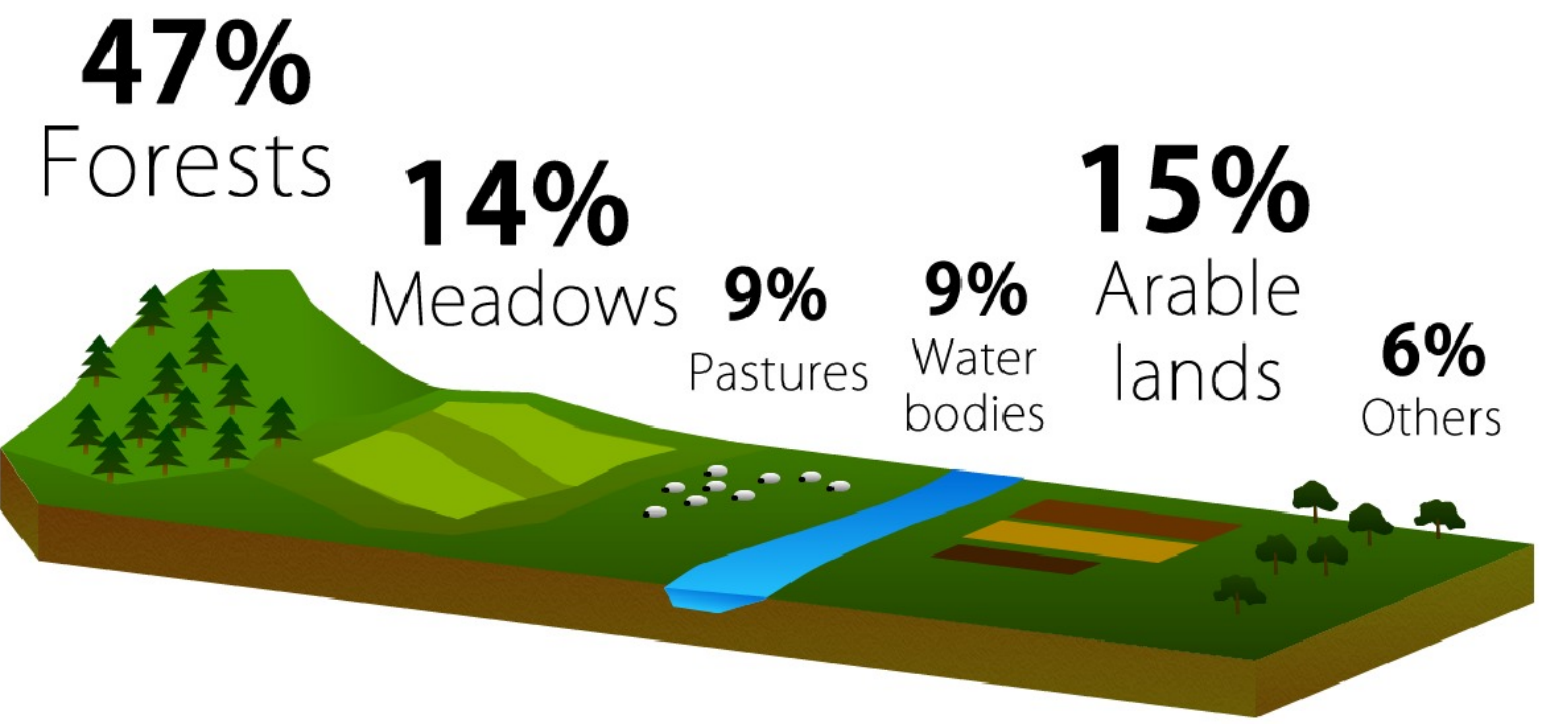 47%
Forests
14%
Meadows
9%
Pastures
9%
Water
bodies
15%
Arable
lands
6%
Others